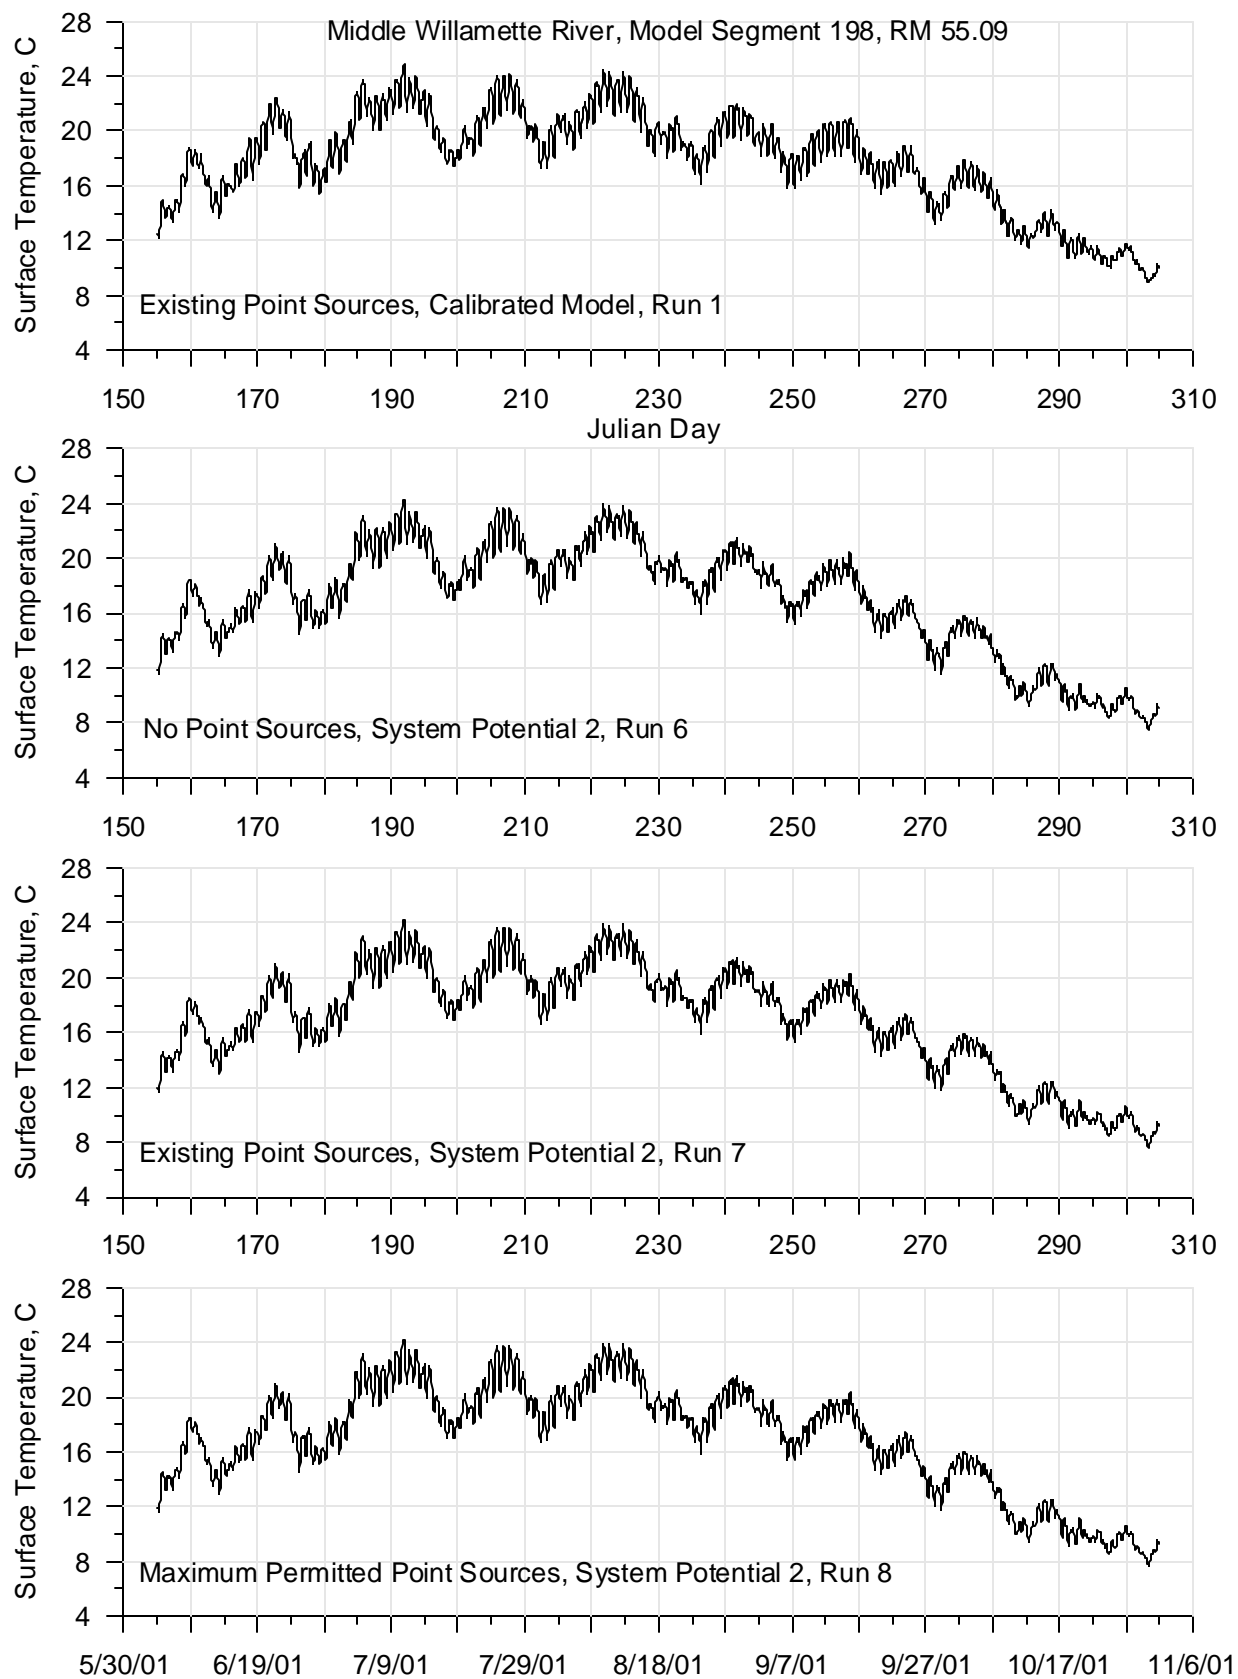 Middle Willamette River, Model Segment 198, RM 55.09
Surface Temperature, C
28
24
20
16
12
8
4
Existing Point Sources, Calibrated Model, Run 1
150 170 190 210 230 250 270 290 310
Julian Day
Surface Temperature, C
28
24
20
16
12
8
4
No Point Sources, System Potential 2, Run 6
150 170 190 210 230 250 270 290 310
Surface Temperature, C
28
24
20
16
12
8
4
Existing Point Sources, System Potential 2, Run 7
150 170 190 210 230 250 270 290 310
Surface Temperature, C
28
24
20
16
12
8
4
Maximum Permitted Point Sources, System Potential 2, Run 8
5/30/01 6/19/01 7/9/01 7/29/01 8/18/01 9/7/01 9/27/01 10/17/01 11/6/01